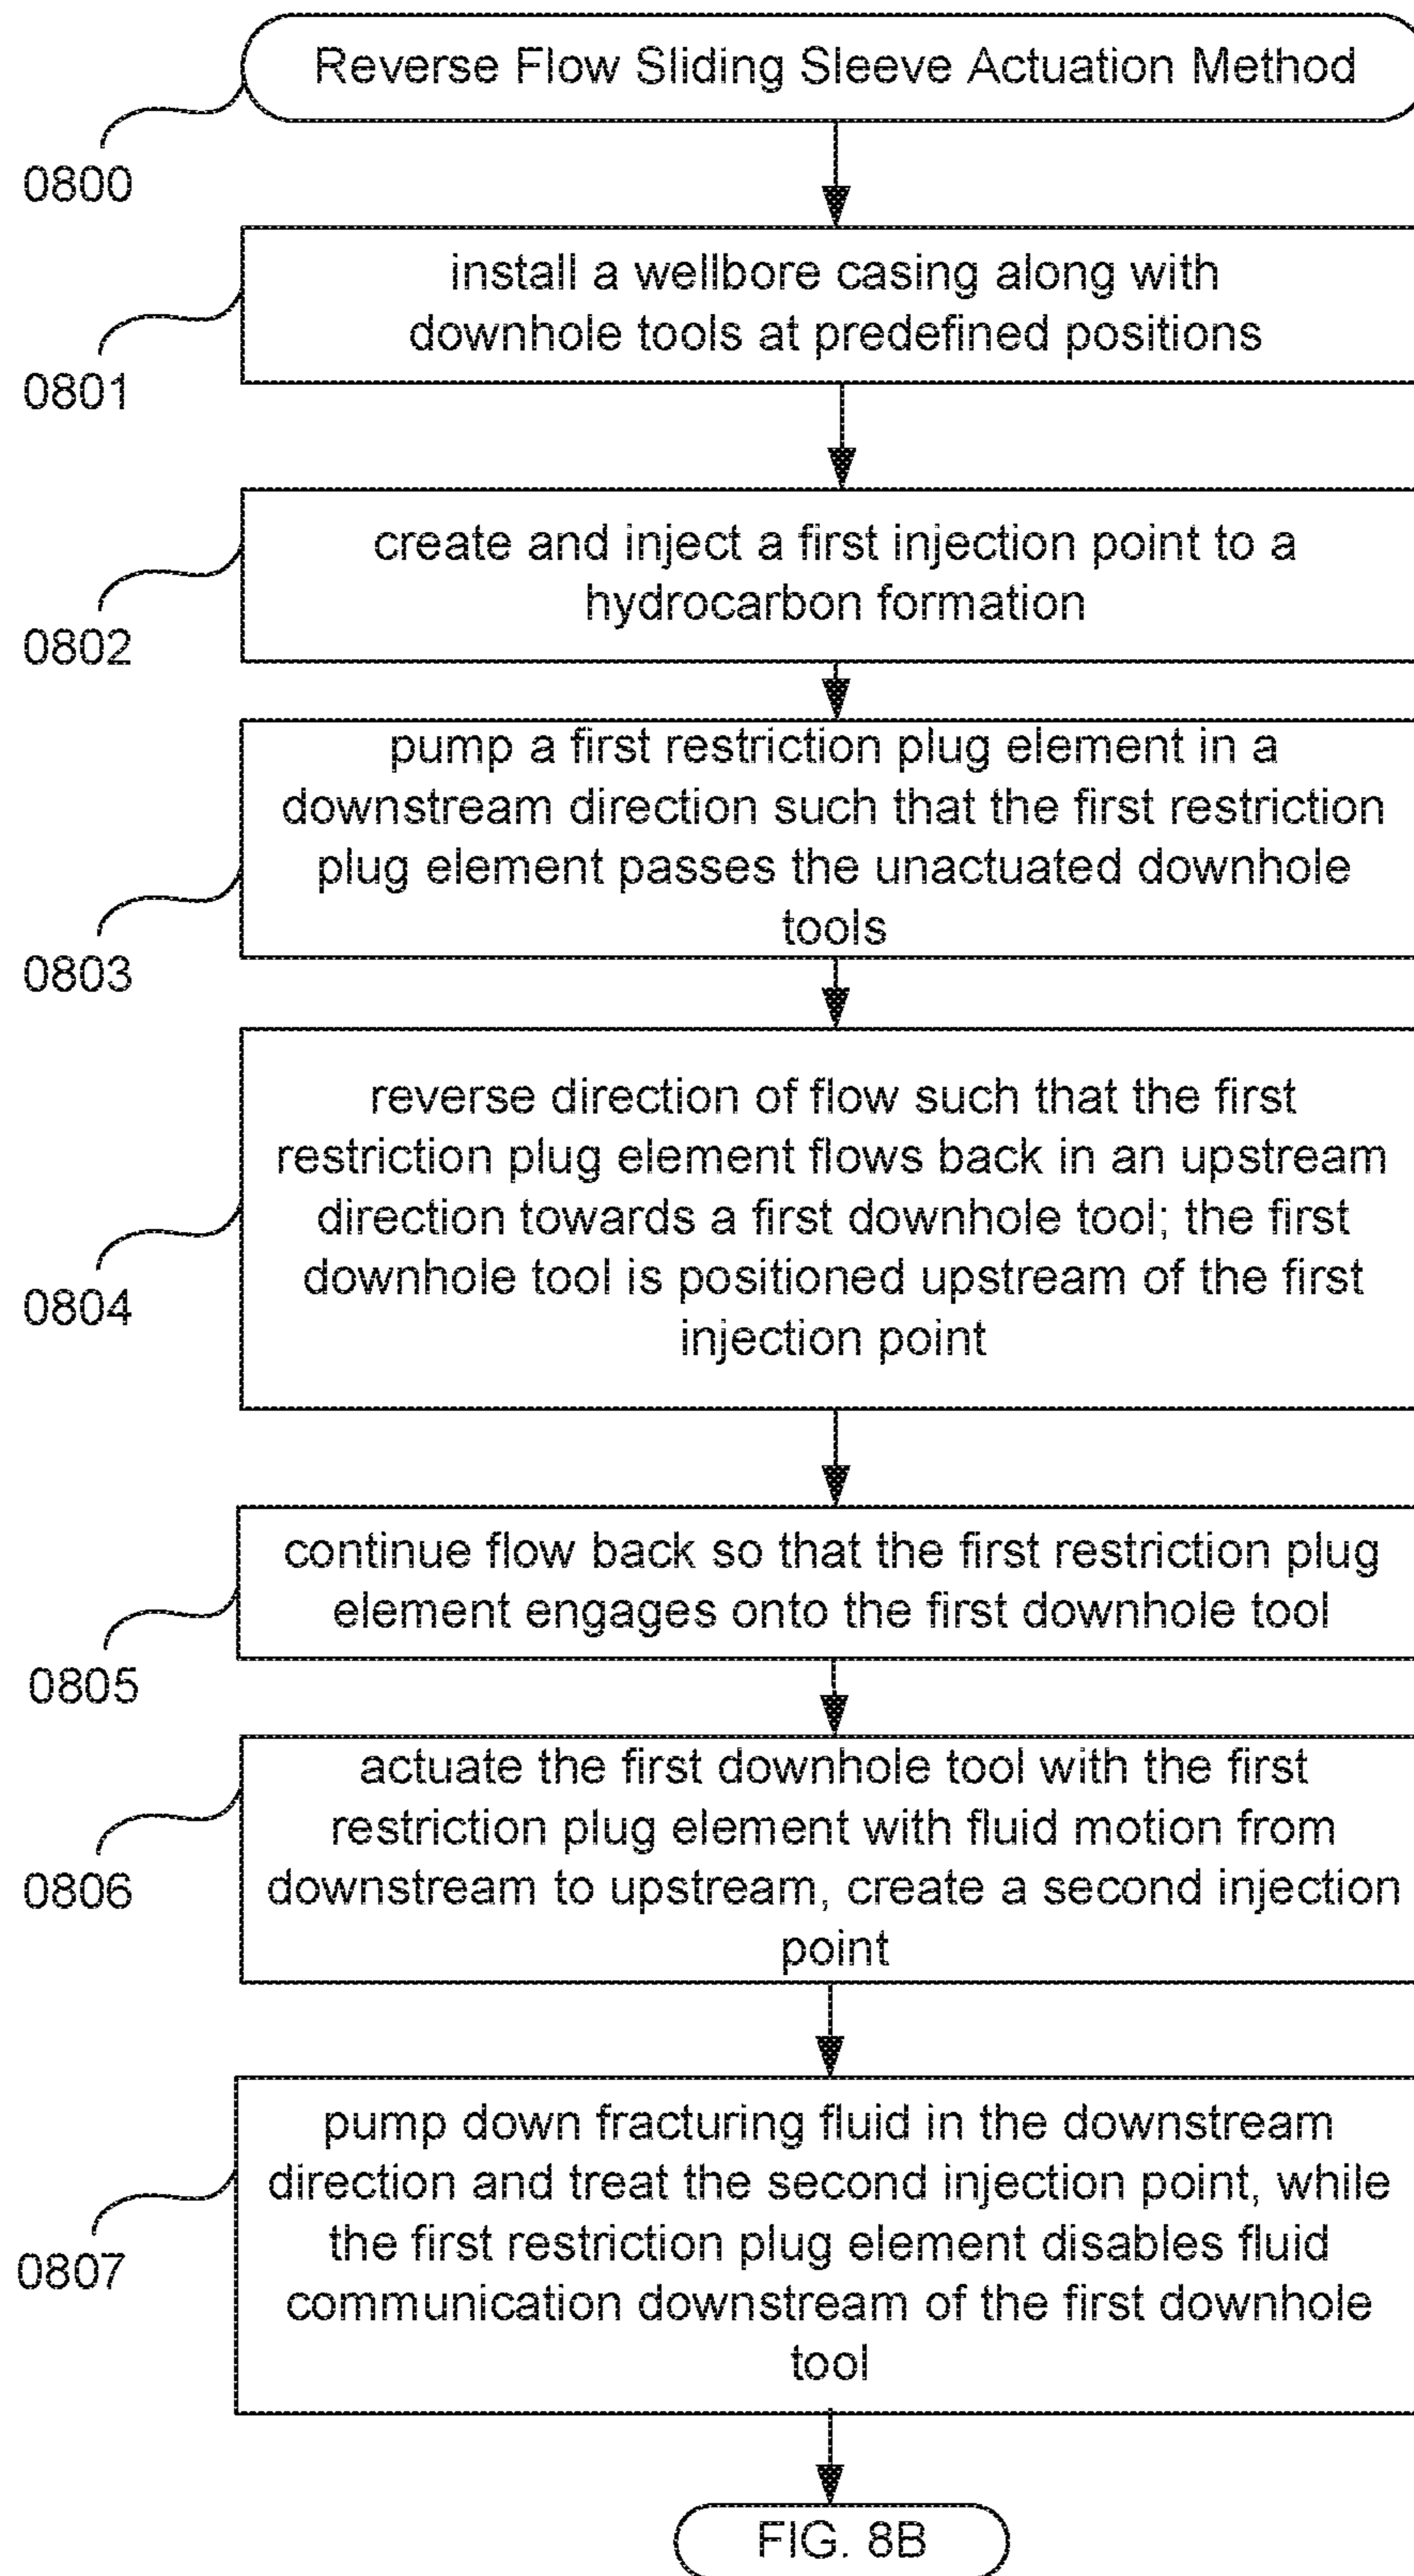 Reverse Flow Sliding Sleeve Actuation Method
0800
install a wellbore casing along with
downhole tools at predefined positions
0801
create and inject a first injection point to a
hydrocarbon formation
0802
pump a first restriction plug element in a
downstream direction such that the first restriction
plug element passes the unactuated downhole
tools
0803
reverse direction of flow such that the first
restriction plug element flows back in an upstream
direction towards a first downhole tool; the first
downhole tool is positioned upstream of the first
injection point
0804
continue flow back so that the first restriction plug
element engages onto the first downhole tool
0805
actuate the first downhole tool with the first
restriction plug element with fluid motion from
downstream to upstream, create a second injection
point
0806
pump down fracturing fluid in the downstream
direction and treat the second injection point, while
the first restriction plug element disables fluid
communication downstream of the first downhole
tool
0807
FIG. 8B